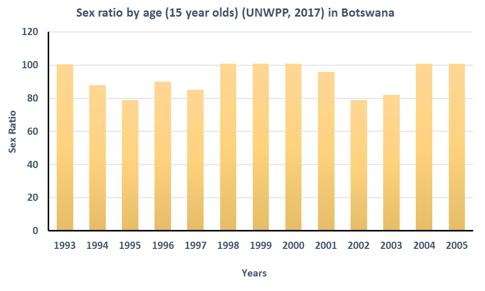 Sex ratio by age (15 year olds) (UNWPP, 2017) in Botswana
120
100
80
60
40
20
0
Sex Ratio
1993 1994 1995 1996 1997 1998 1999 2000 2001 2002 2003 2004 2005
Years